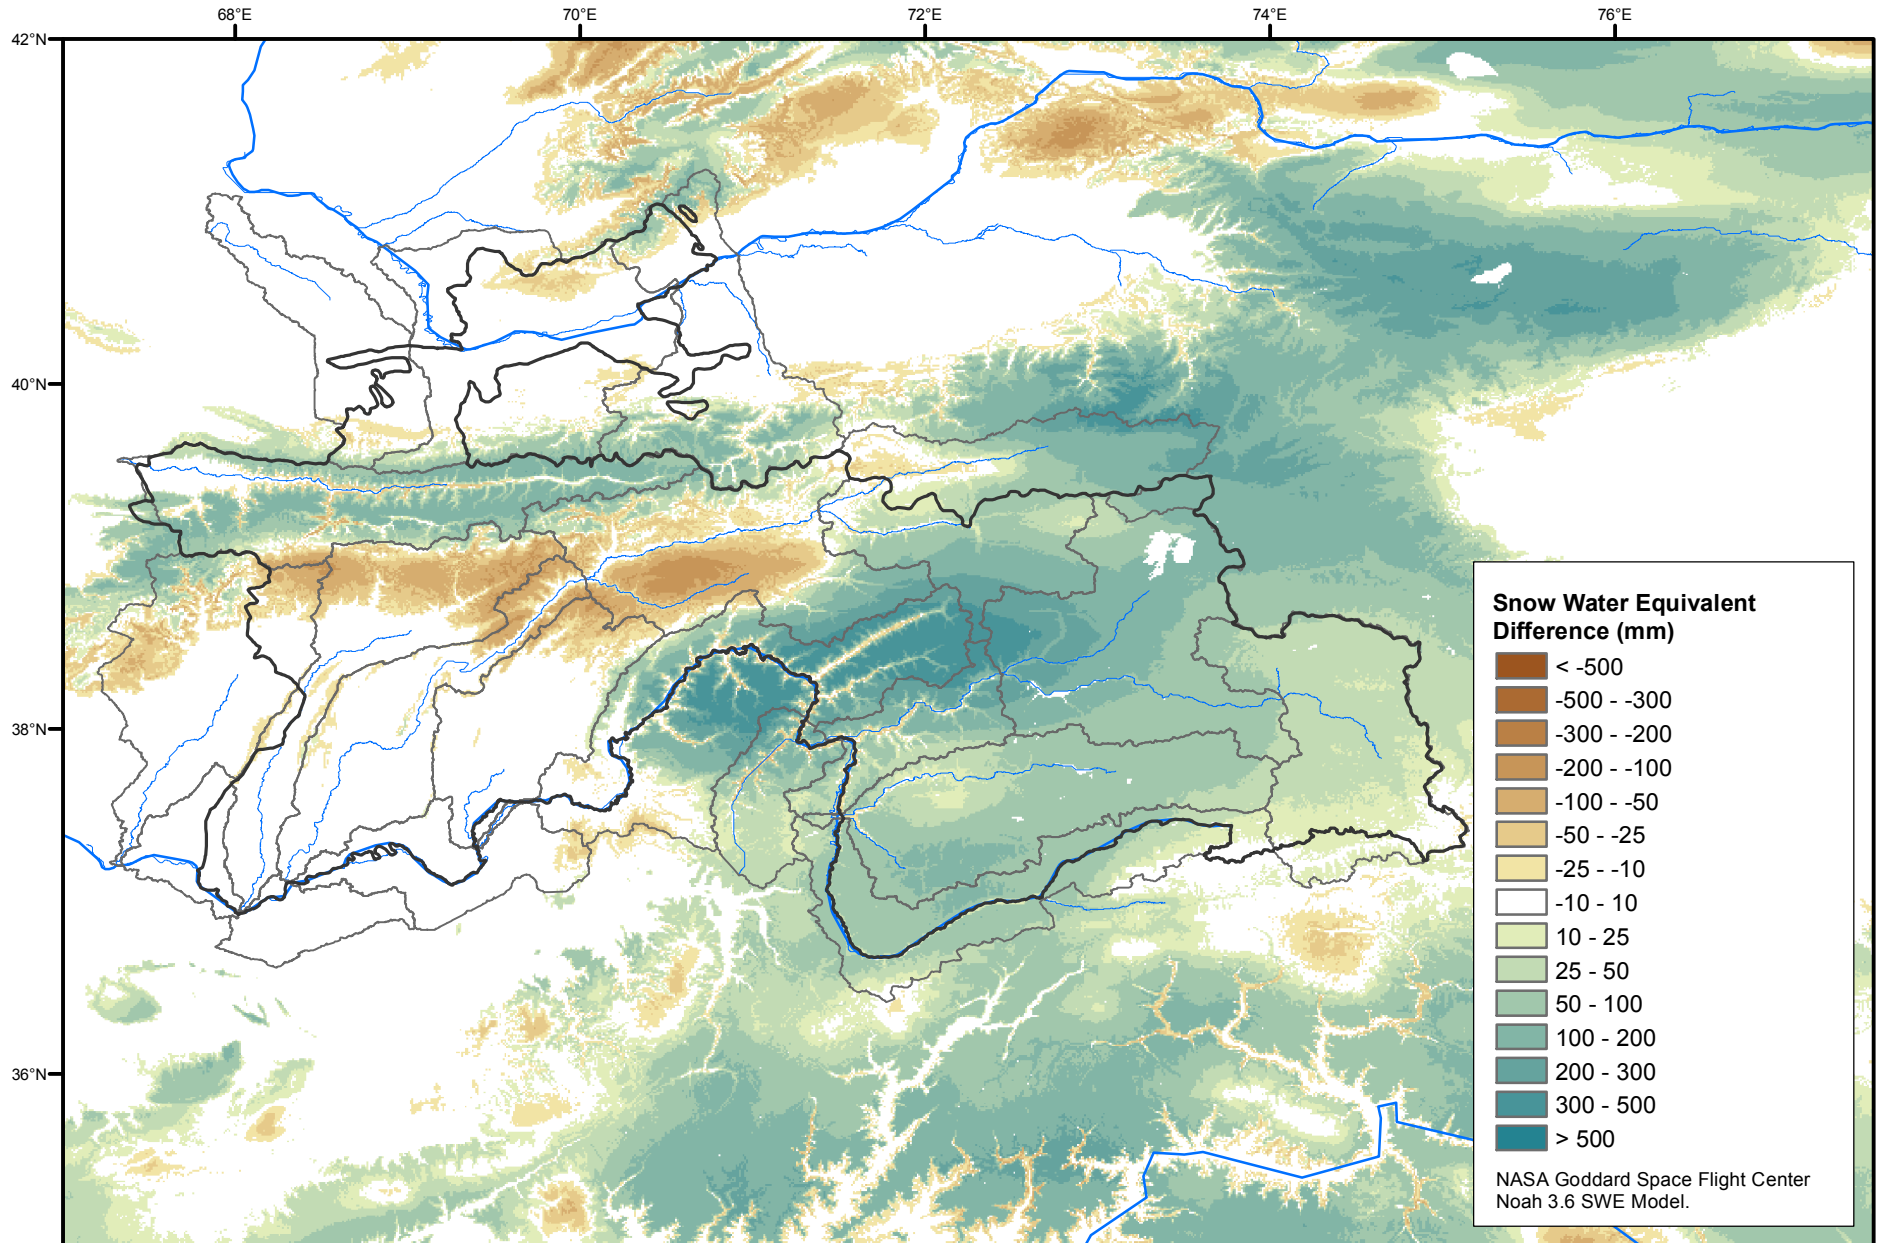 68°E 70°E 72°E 74°E 76°E
42°N
40°N
38°N
36°N
Snow Water Equivalent
Difference (mm)
< -500
-500 - -300
-300 - -200
-200 - -100
-100 - -50
-50 - -25
-25 - -10
-10 - 10
10 - 25
25 - 50
50 - 100
100 - 200
200 - 300
300 - 500
> 500
NASA Goddard Space Flight Center
Noah 3.6 SWE Model.